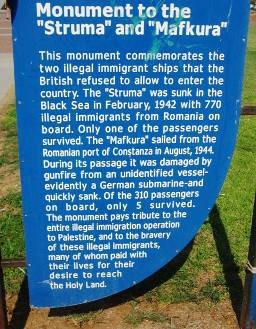 Monument to the
"Struma" and "Mafkura"
This monument commemorates the
two illegal immigrant ships that the
British refused to allow to enter the
country. The "Struma" was sunk in the
Black Sea in February, 1942 with 770
illegal immigrants from Romania on
board. Only one of the passengers
survived. The "Mafkura" sailed from the
Romanian port of Constanza in August, 1944.
During its passage it was damaged by
gunfire from an unidentified vessel-
evidently a German submarine-and
quickly sank. Of the 310 passengers
on board, only 5 survived.
The monument pays tribute to the
entire illegal immigration operation
to Palestine, and to the bravery
of these illegal immigrants,
many of whom paid with
their lives for their
desire to reach
the Holy Land.